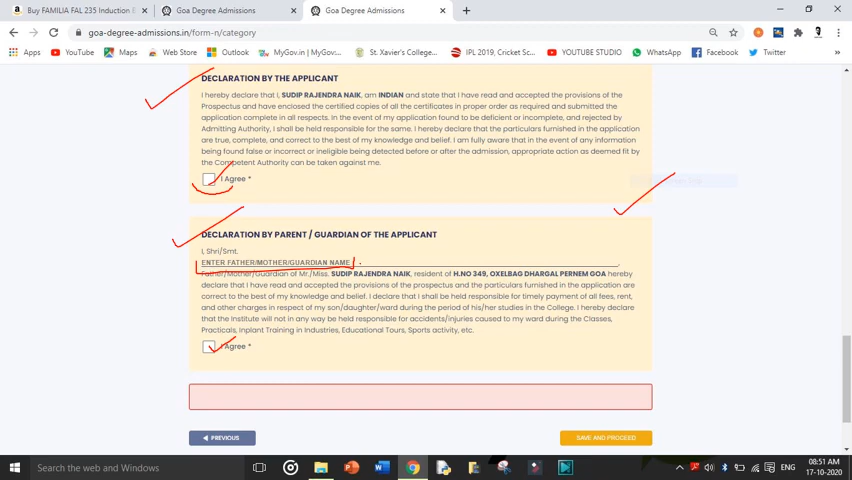 Buy FAMILIA FAL 235 Induction
Goa Degree Admissions
Goa Degree Admissions
goa-degree-admissions.in/form-n/category
Apps
YouTube
Maps
Web Store
Outlook
MyGov.in | MyGov:...
St. Xavier's College...
IPL 2019, Cricket Sc...
YOUTUBE STUDIO
WhatsApp
Facebook
Twitter
DECLARATION BY THE APPLICANT
I hereby declare that I, SUDIP RAJENDRA NAIK, am INDIAN and state that I have read and accepted the provisions of the
Prospectus and have enclosed the certified copies of all the certificates in proper order as required and submitted the
application complete in all respects. In the event of my application found to be deficient or incomplete, and rejected by
Admitting Authority, I shall be held responsible for the same. I hereby declare that the particulars furnished in the application
are true, complete, and correct to the best of my knowledge and belief. I am fully aware that in the event of any information
being found false or incorrect or ineligible being detected before or after the admission, appropriate action as deemed fit by
the Competent Authority can be taken against me.
I Agree *
DECLARATION BY PARENT / GUARDIAN OF THE APPLICANT
I, Shri/Smt.
ENTER FATHER/MOTHER/GUARDIAN NAME
Father/Mother/Guardian of Mr./Miss. SUDIP RAJENDRA NAIK, resident of H.NO 349, OXELBAG DHARGAL PERNEM GOA hereby
declare that I have read and accepted the provisions of the prospectus and the particulars furnished in the application are
correct to the best of my knowledge and belief. I declare that I shall be held responsible for timely payment of all fees, rent,
and other charges in respect of my son/daughter/ward during the period of his/her studies in the College. I hereby declare
that the Institute will not in any way be held responsible for accidents/injuries caused to my ward during the Classes,
Practicals, Inplant Training in Industries, Educational Tours, Sports activity, etc.
I Agree *
PREVIOUS
SAVE AND PROCEED
Search the web and Windows
ENG
08:51 AM
17-10-2020